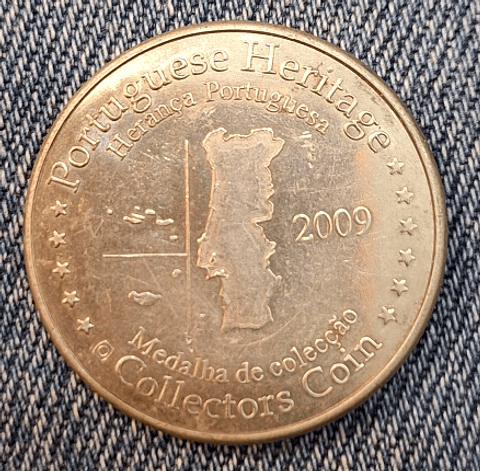 Portuguese Heritage
Herança Portuguesa
2009
Medalha de colecção
Collectors Coin